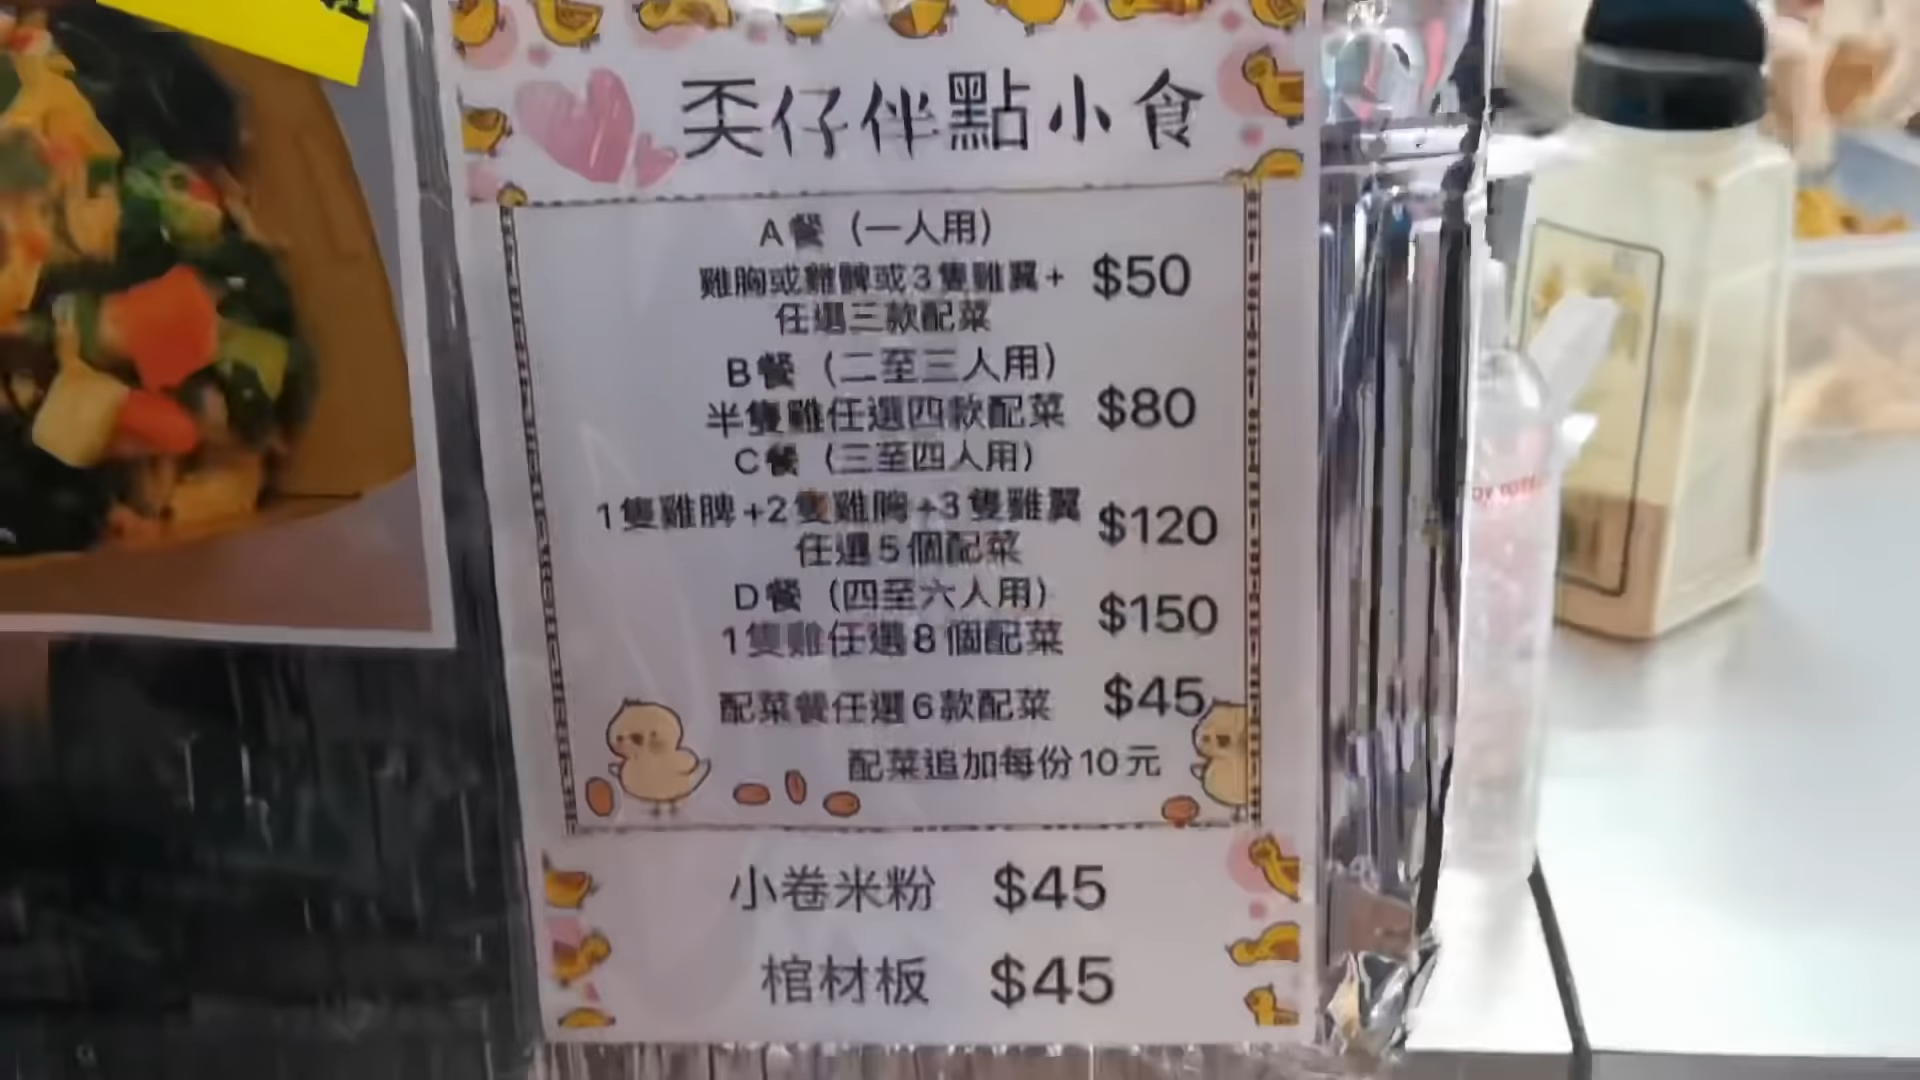 奀仔伴點小食
A餐（一人用）
雞胸或雞髀或3隻雞翼+
任選三款配菜
$50
B餐（二至三人用）
半隻雞任選四款配菜 $80
C餐（三至四人用）
1隻雞脾+2隻雞胸+3隻雞翼
任選5個配菜
$120
D餐（四至六人用）
1隻雞任選8個配菜
$150
配菜餐任選6款配菜 $45
配菜追加每份10元
小卷米粉 $45
棺材板 $45